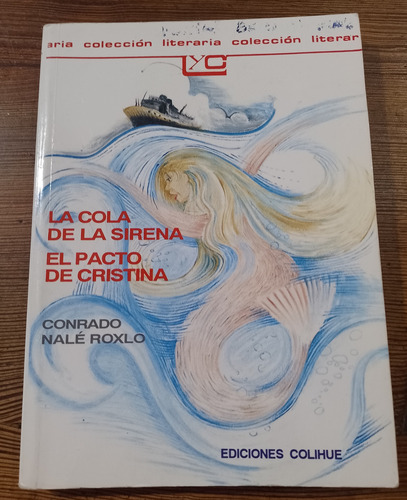 aria colección literaria colección literar
LyC
LA COLA
DE LA SIRENA
EL PACTO
DE CRISTINA
CONRADO
NALÉ ROXLO
EDICIONES COLIHUE